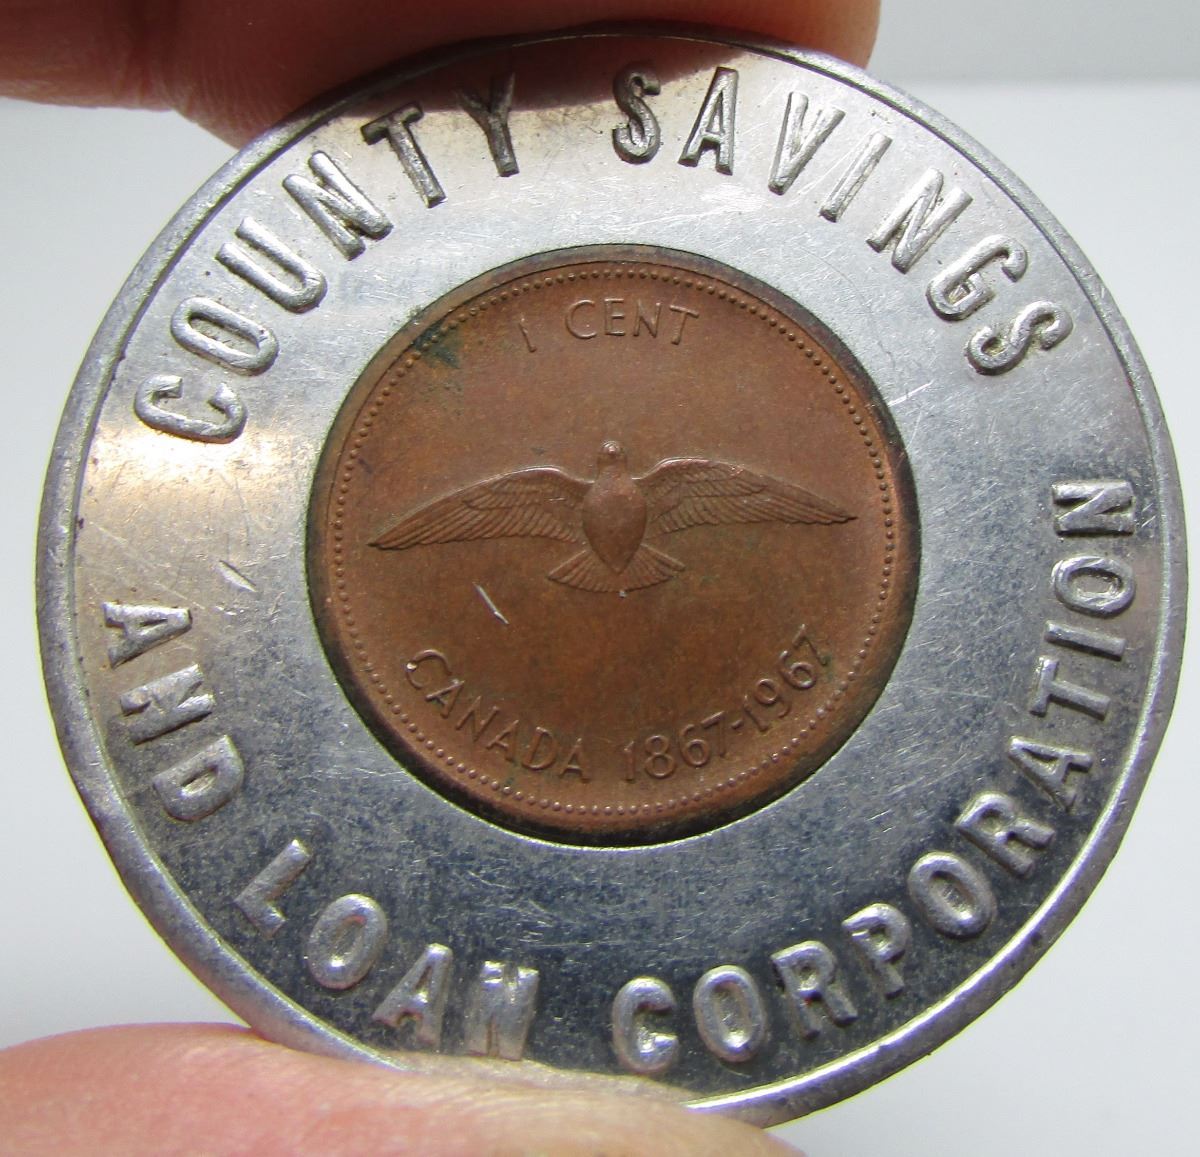 COUNTY SAVINGS
AND LOAN CORPORATION
1 CENT
CANADA 1867-1967